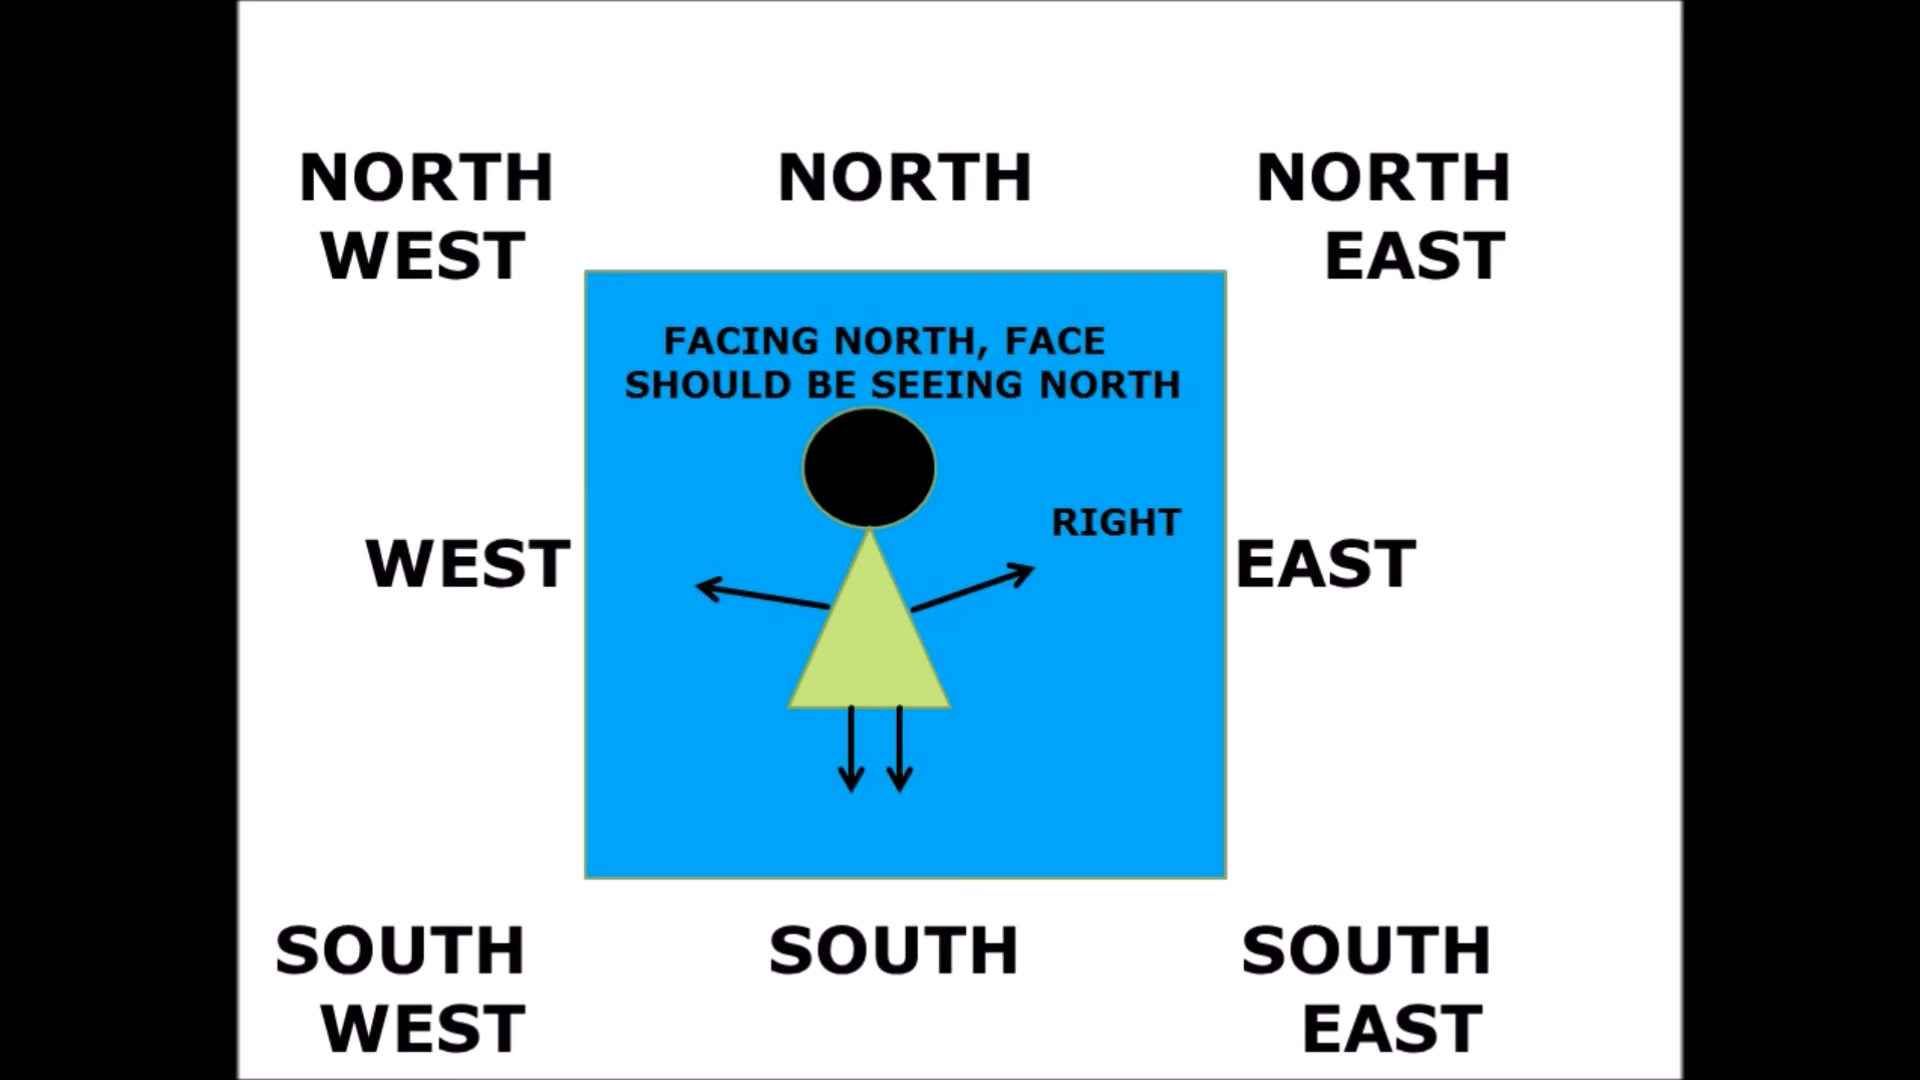 NORTH
WEST
NORTH
NORTH
EAST
FACING NORTH, FACE
SHOULD BE SEEING NORTH
RIGHT
WEST
EAST
SOUTH
WEST
SOUTH
SOUTH
EAST